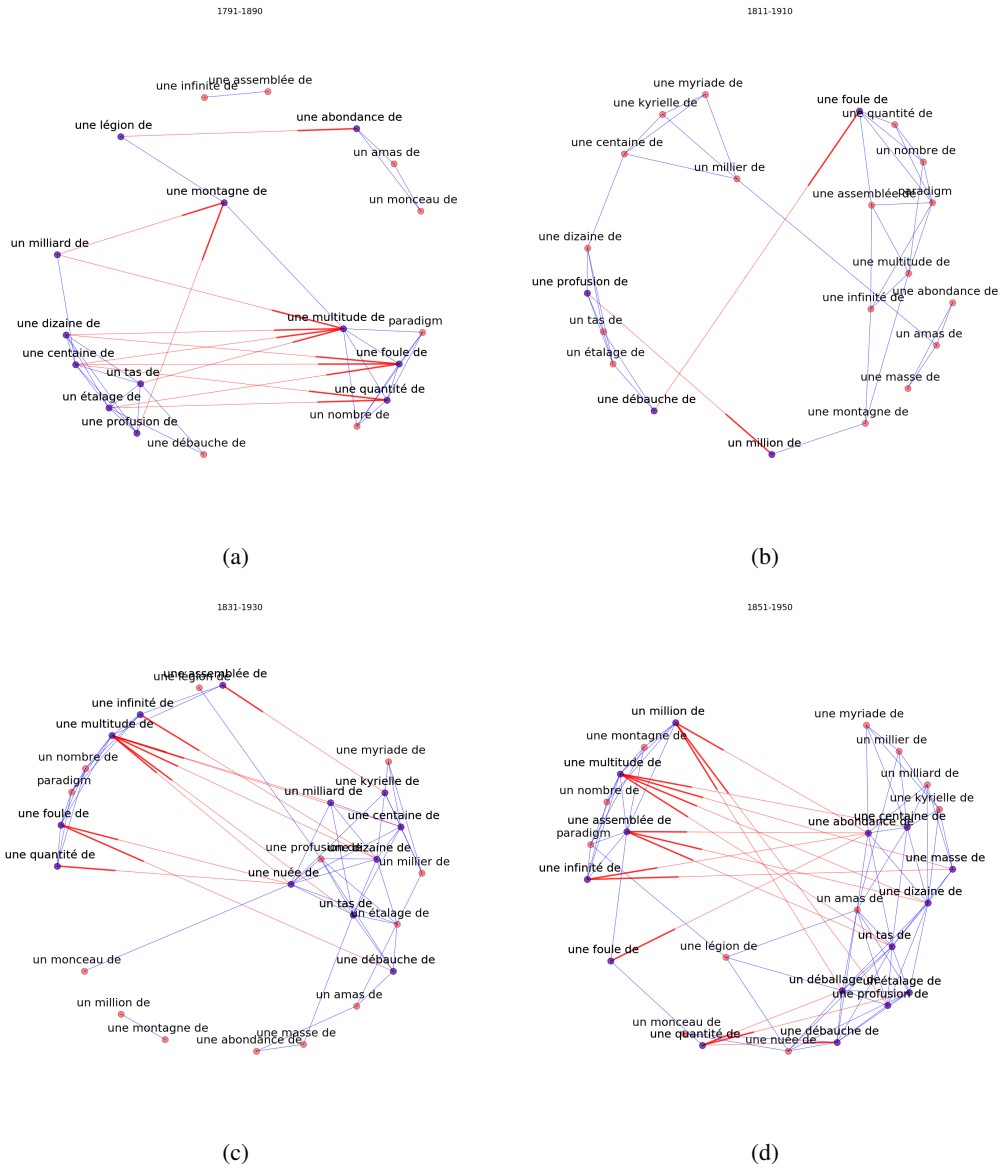 1791-1890
une infinité de
une assemblée de
une légion de
une abondance de
un amas de
une montagne de
un monceau de
un milliard de
une dizaine de
une multitude de
paradigm
une centaine de
une foule de
un tas de
une quantité de
un étalage de
un nombre de
une profusion de
une débauche de
(a)
1811-1910
une myriade de
une kyrielle de
une foule de
une quantité de
une centaine de
un nombre de
un millier de
une assemblée de
paradigm
une dizaine de
une multitude de
une profusion de
une abondance de
une infinité de
un tas de
un amas de
un étalage de
une masse de
une débauche de
une montagne de
un million de
(b)
1831-1930
une assemblée de
une légion de
une infinité de
une multitude de
un nombre de
une myriade de
paradigm
une kyrielle de
un milliard de
une foule de
une centaine de
une quantité de
une profusion de
une dizaine de
un millier de
une nuée de
un tas de
un étalage de
un monceau de
une débauche de
un million de
un amas de
une montagne de
une masse de
une abondance de
(c)
1851-1950
un million de
une myriade de
une montagne de
un millier de
une multitude de
un milliard de
un nombre de
une kyrielle de
une assemblée de
une abondance de
une centaine de
paradigm
une infinité de
une masse de
un amas de
une dizaine de
une foule de
une légion de
un tas de
un déballage de
un étalage de
une profusion de
un monceau de
une quantité de
une nuée de
une débauche de
(d)